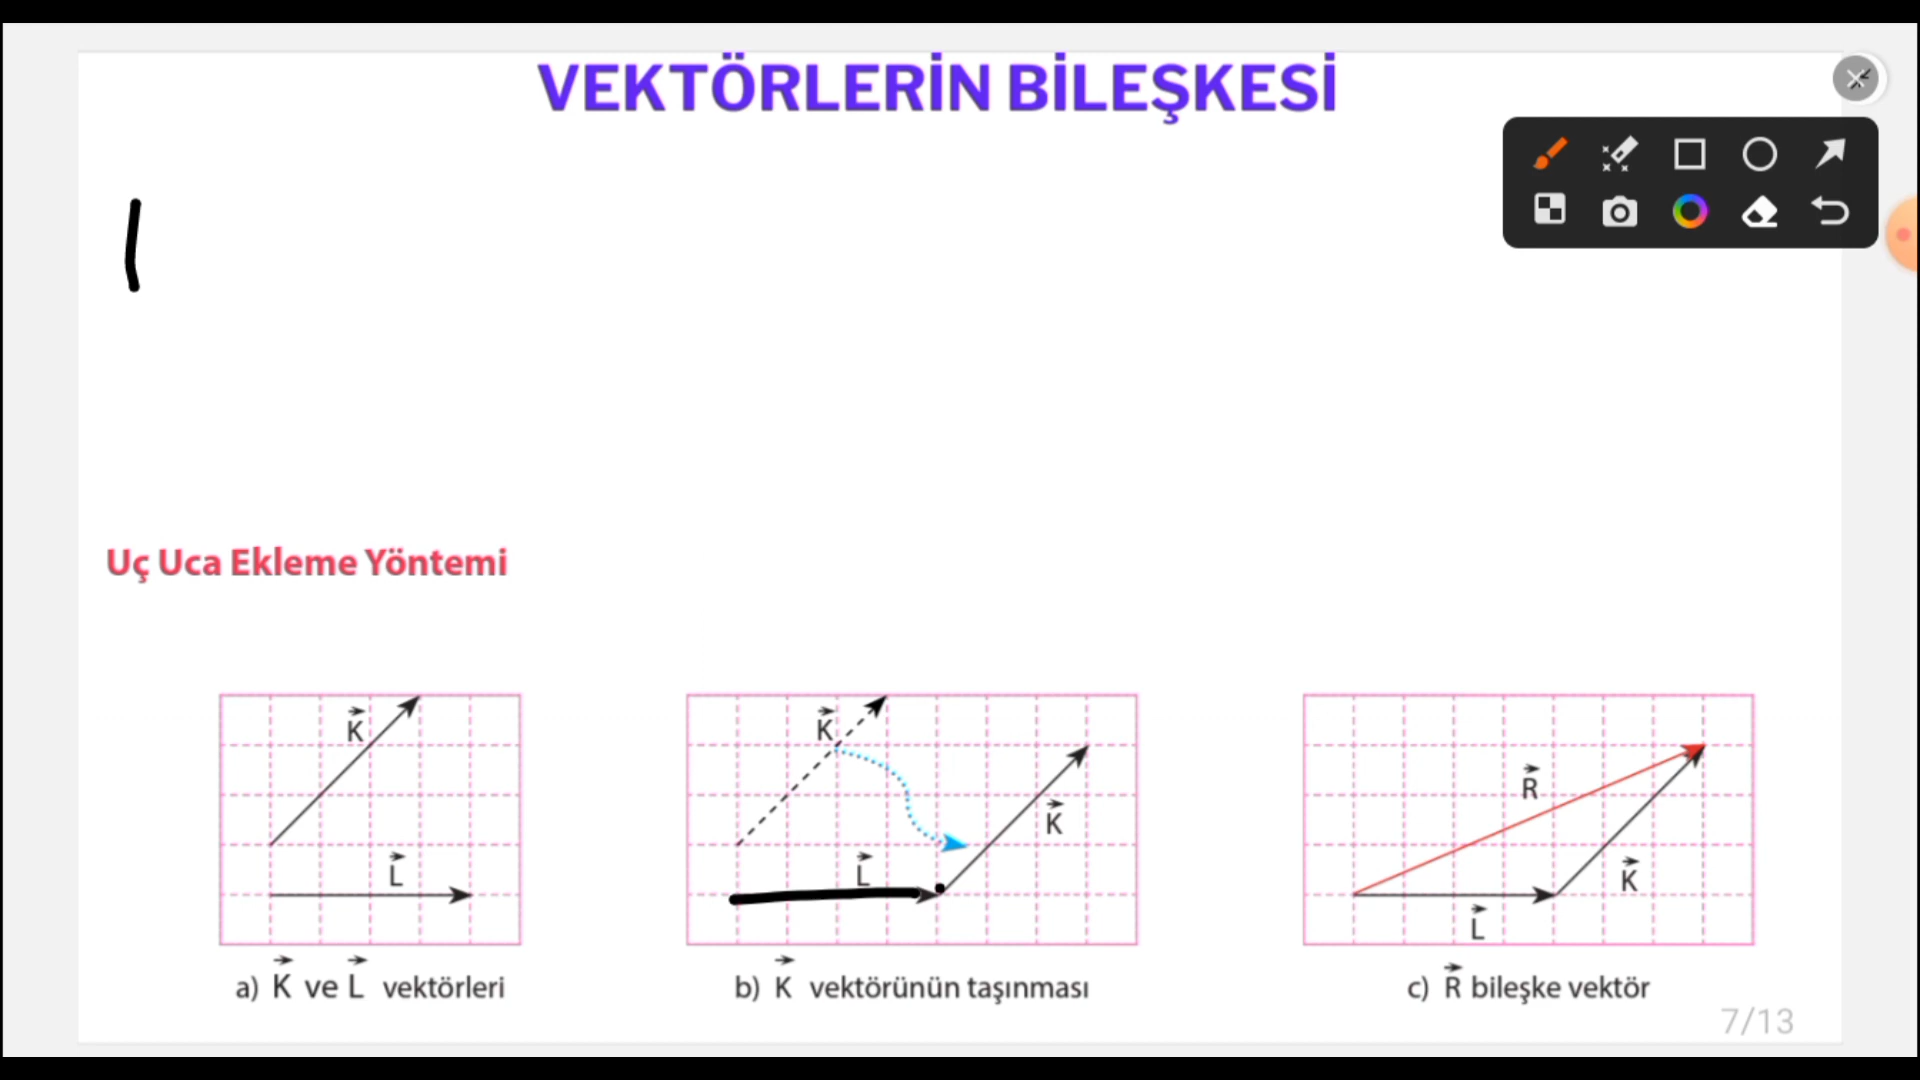 VEKTÖRLERİN BİLEŞKESİ
Uç Uca Ekleme Yöntemi
K
L
K
L
K
R
K
L
a) K ve L vektörleri
b) K vektörünün taşınması
c) R bileşke vektör
7/13